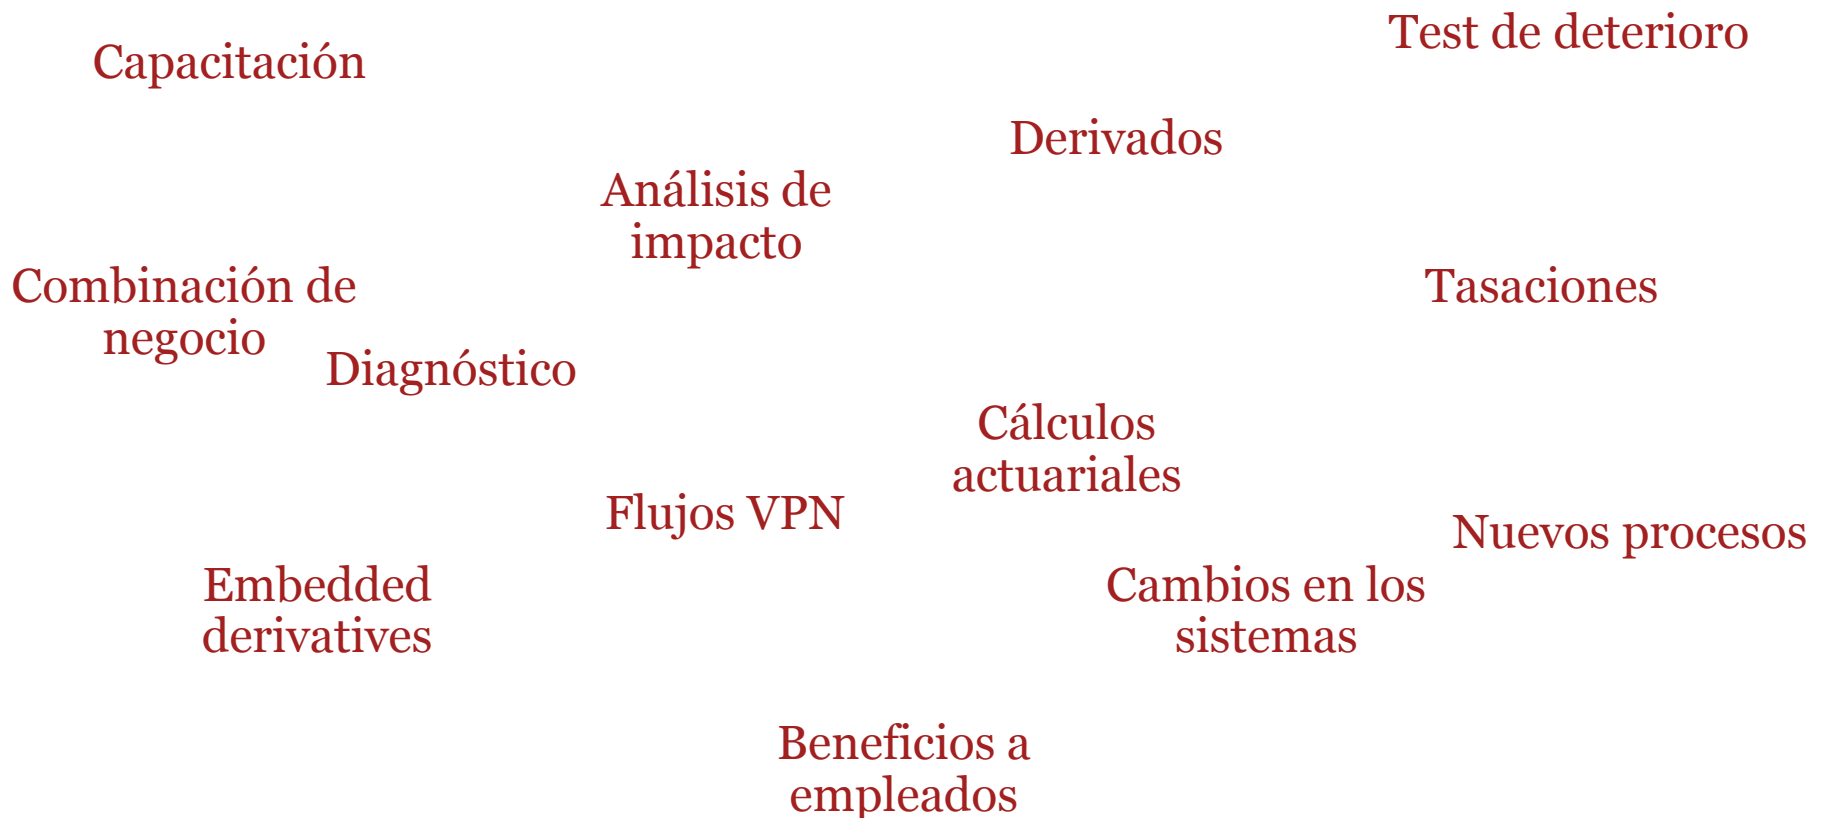 Test de deterioro
Capacitación
Derivados
Análisis de
impacto
Combinación de
negocio
Tasaciones
Diagnóstico
Cálculos
actuariales
Flujos VPN
Nuevos procesos
Embedded
derivatives
Cambios en los
sistemas
Beneficios a
empleados